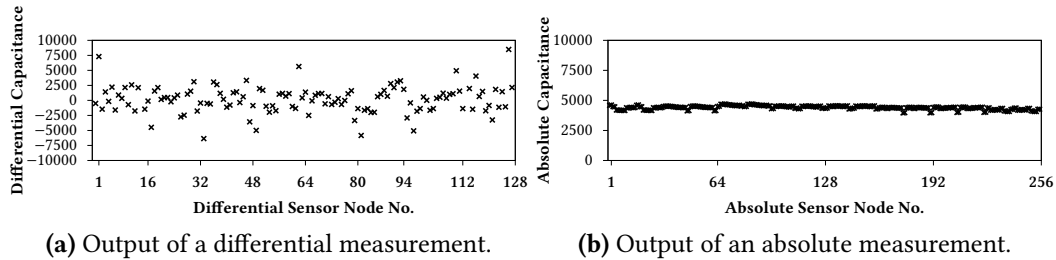 Differential Capacitance
10000
7500
5000
2500
0
−2500
−5000
−7500
−10000
1 16 32 48 64 80 94 112 128
Differential Sensor Node No.
(a) Output of a differential measurement.
Absolute Capacitance
10000
7500
5000
2500
0
1 64 128 192 256
Absolute Sensor Node No.
(b) Output of an absolute measurement.